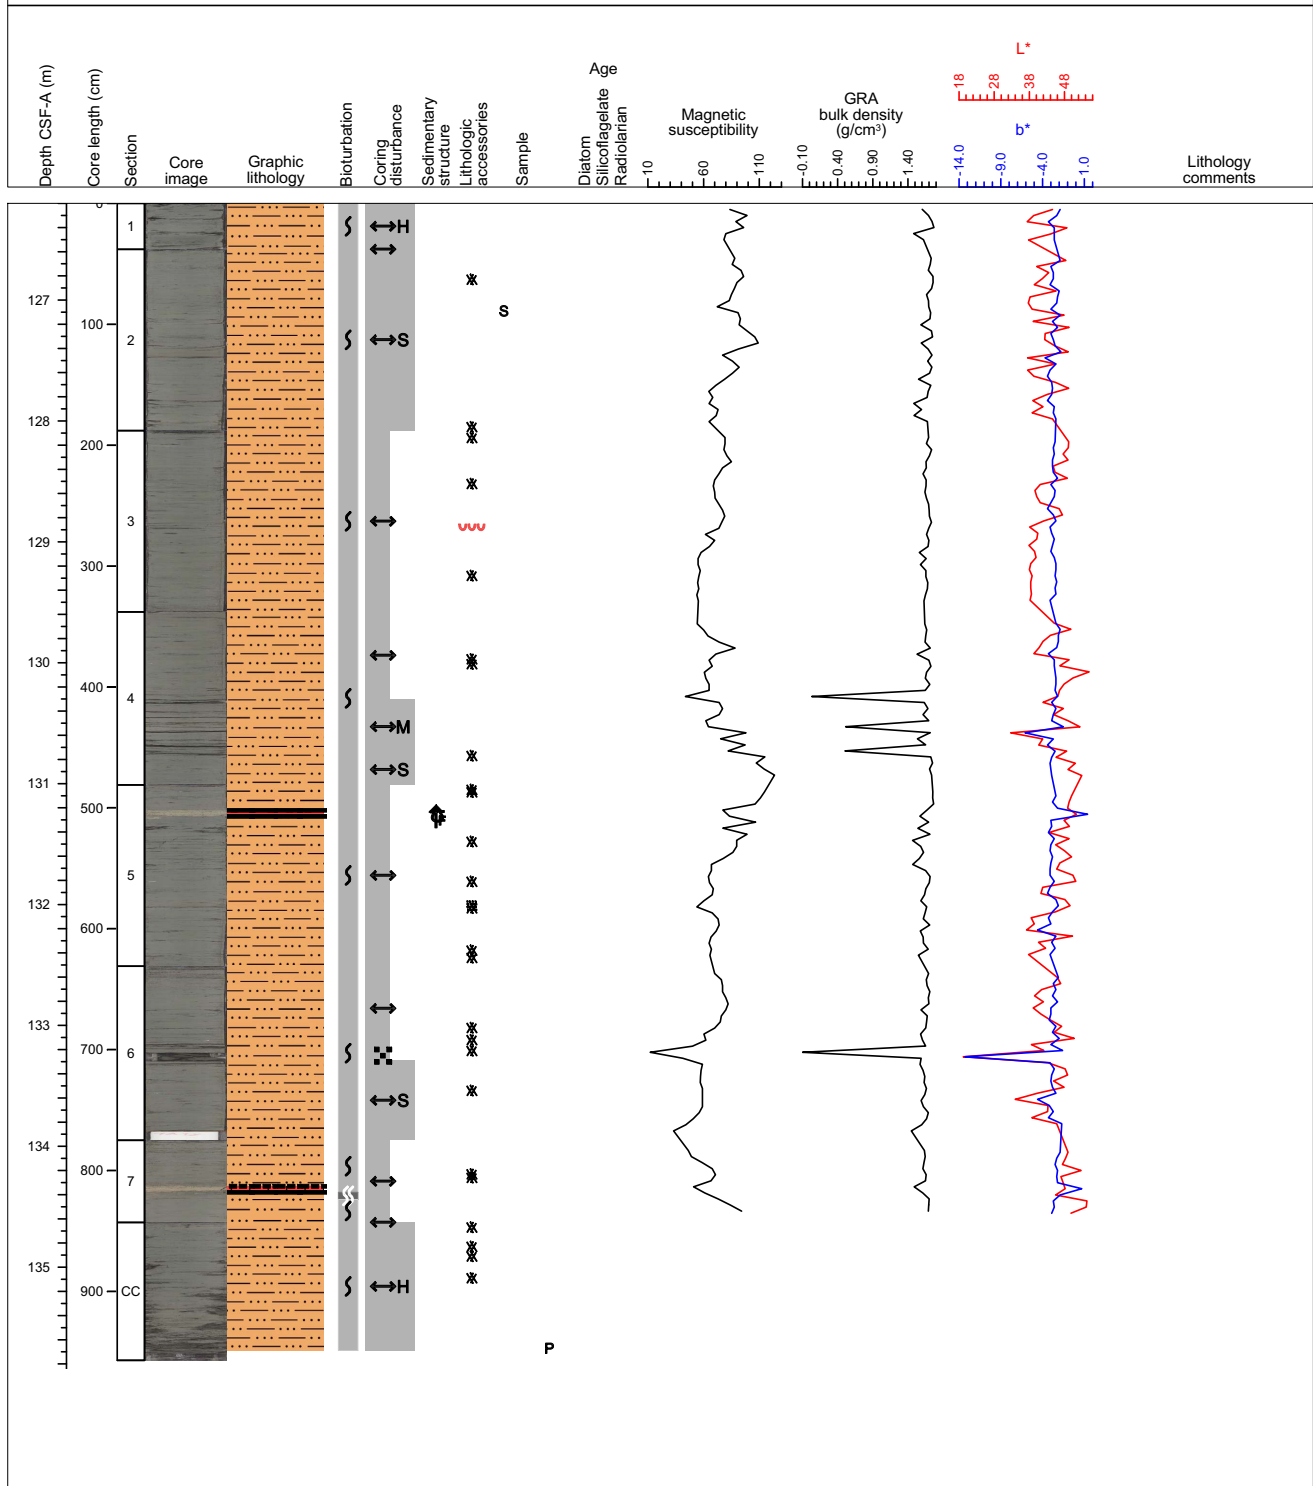 L*
18 28 38 48
Age
Depth CSF-A (m)
Core length (cm)
Section
Core
image
Graphic
lithology
Bioturbation
Coring
disturbance
Sedimentary
structure
Lithologic
accessories
Sample
Diatom
Silicoflagelate
Radiolarian
Magnetic
susceptibility
10 60 110
GRA
bulk density
(g/cm³)
-0.10 0.40 0.90 1.40
b*
-14.0 -9.0 -4.0 1.0
Lithology
comments
0
1
H
127
S
100
2
S
128
200
3
129
300
130
400
4
M
S
131
500
5
132
600
133
700
6
S
134
800
7
135
900
CC
H
P